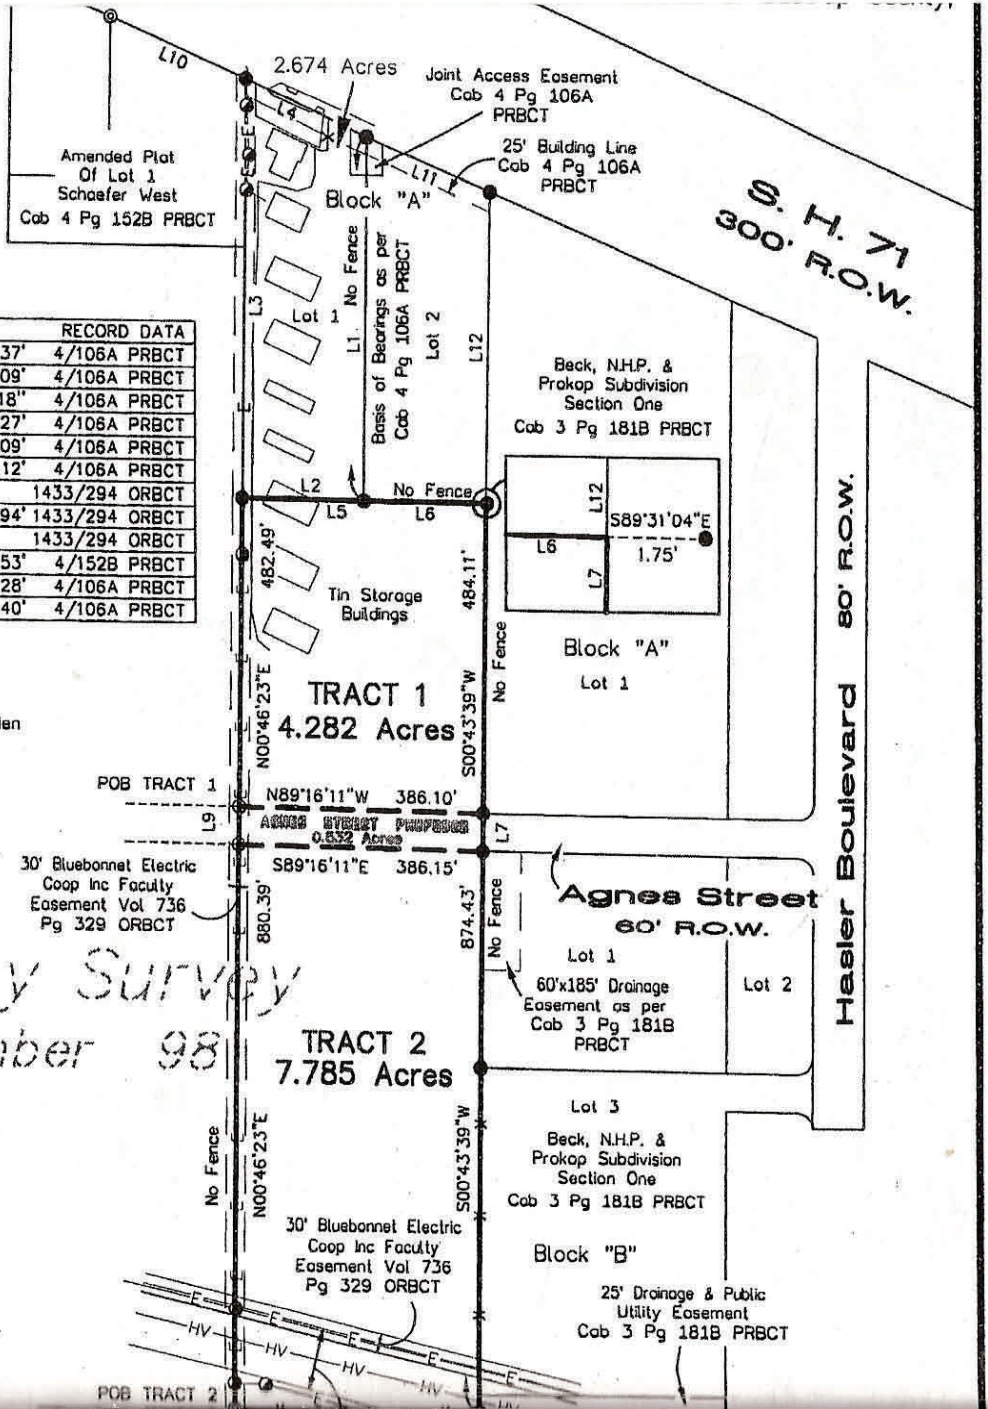 County,
L10
2.674 Acres
L4
Joint Access Easement
Cab 4 Pg 106A
PRBCT
25' Building Line
Cab 4 Pg 106A
PRBCT
L11
Amended Plat
Of Lot 1
Schaefer West
Cab 4 Pg 152B PRBCT
E
E
Block "A"
S. H. 71
300' R.O.W.
L3
Lot 1
L1
No Fence
Basis of Bearings as per
Cab 4 Pg 106A PRBCT
Lot 2
L12
RECORD DATA
37' 4/106A PRBCT
09' 4/106A PRBCT
18" 4/106A PRBCT
27' 4/106A PRBCT
09' 4/106A PRBCT
12' 4/106A PRBCT
1433/294 ORBCT
94' 1433/294 ORBCT
1433/294 ORBCT
53' 4/152B PRBCT
28' 4/106A PRBCT
40' 4/106A PRBCT
Beck, N.H.P. &
Prokop Subdivision
Section One
Cab 3 Pg 181B PRBCT
L2
No Fence
L5
L6
L12
S89°31'04"E
L6
1.75'
L7
482.49'
484.11'
Tin Storage
Buildings
Block "A"
Lot 1
No Fence
TRACT 1
4.282 Acres
N00°46'23"E
S00°43'39"W
Hasler Boulevard 80' R.O.W.
POB TRACT 1
N89°16'11"W 386.10'
L9
AGNES STREET PROPOSED
0.532 Acres
L7
S89°16'11"E 386.15'
30' Bluebonnet Electric
Coop Inc Faculty
Easement Vol 736
Pg 329 ORBCT
880.39'
874.43'
No Fence
Agnes Street
60' R.O.W.
Lot 1
Lot 2
60'x185' Drainage
Easement as per
Cab 3 Pg 181B
PRBCT
y Survey
mber 98
TRACT 2
7.785 Acres
Lot 3
Beck, N.H.P. &
Prokop Subdivision
Section One
Cab 3 Pg 181B PRBCT
No Fence
N00°46'23"E
S00°43'39"W
30' Bluebonnet Electric
Coop Inc Faculty
Easement Vol 736
Pg 329 ORBCT
Block "B"
25' Drainage & Public
Utility Easement
Cab 3 Pg 181B PRBCT
E E E E E E
HV HV HV HV HV
E
POB TRACT 2